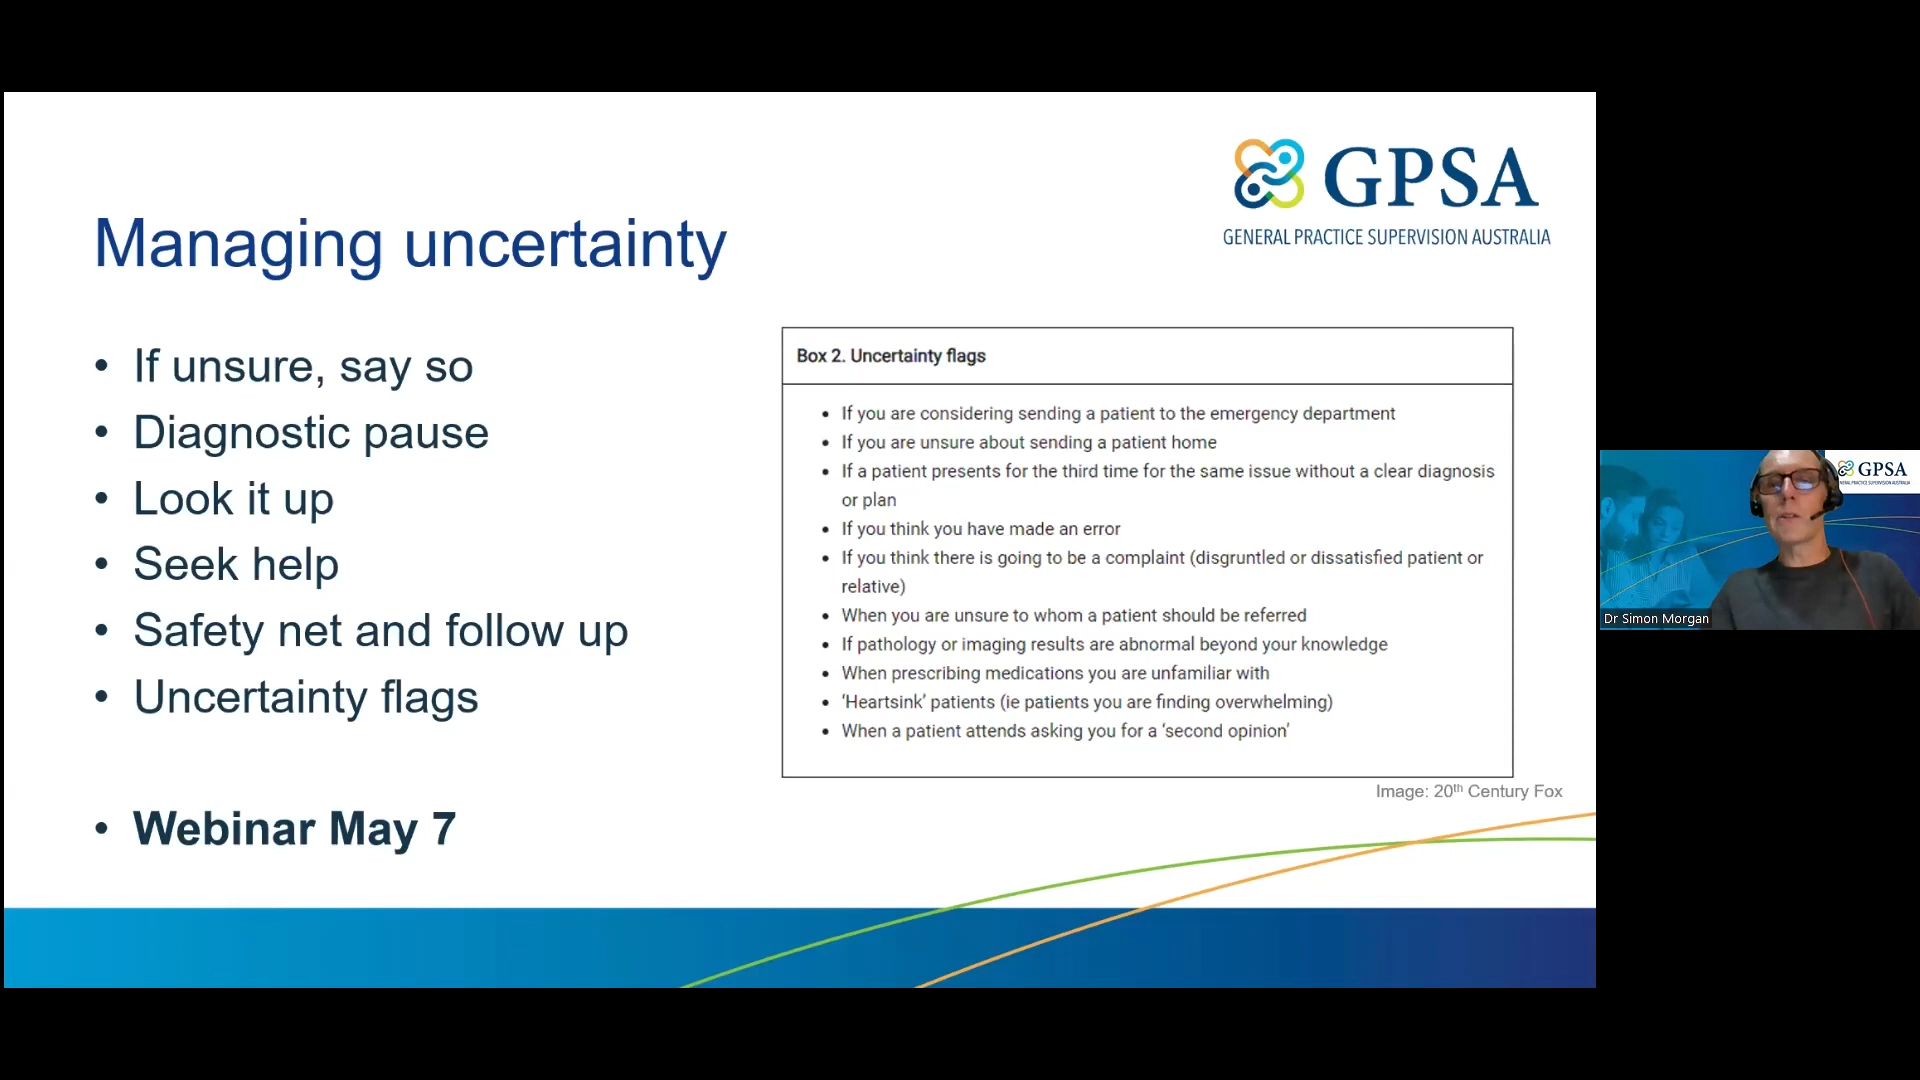 GPSA
GENERAL PRACTICE SUPERVISION AUSTRALIA
Managing uncertainty
• If unsure, say so
• Diagnostic pause
• Look it up
• Seek help
• Safety net and follow up
• Uncertainty flags
• Webinar May 7
Box 2. Uncertainty flags
• If you are considering sending a patient to the emergency department
• If you are unsure about sending a patient home
• If a patient presents for the third time for the same issue without a clear diagnosis
or plan
• If you think you have made an error
• If you think there is going to be a complaint (disgruntled or dissatisfied patient or
relative)
• When you are unsure to whom a patient should be referred
• If pathology or imaging results are abnormal beyond your knowledge
• When prescribing medications you are unfamiliar with
• ‘Heartsink’ patients (ie patients you are finding overwhelming)
• When a patient attends asking you for a ‘second opinion’
Image: 20th Century Fox
GPSA
PRACTICE SUPERVISION AUSTRALIA
Dr Simon Morgan